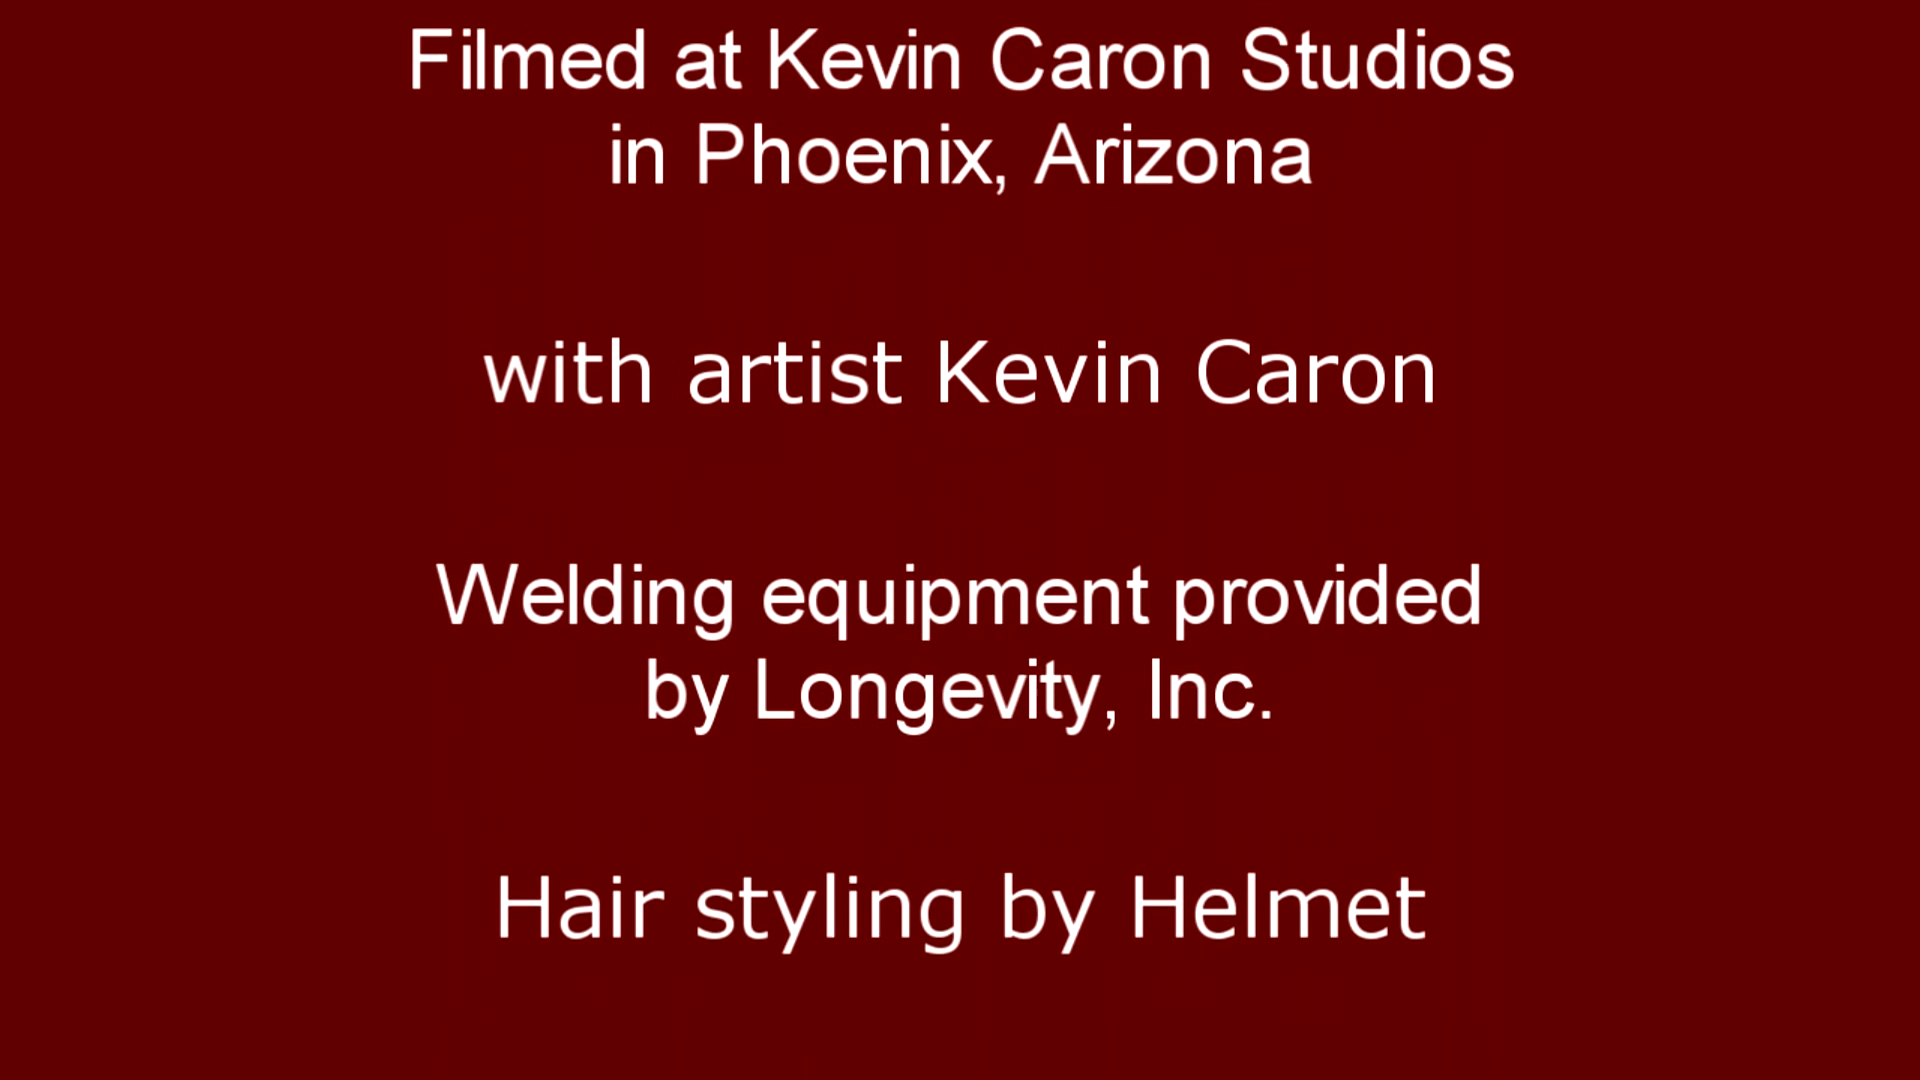 Filmed at Kevin Caron Studios
in Phoenix, Arizona
with artist Kevin Caron
Welding equipment provided
by Longevity, Inc.
Hair styling by Helmet